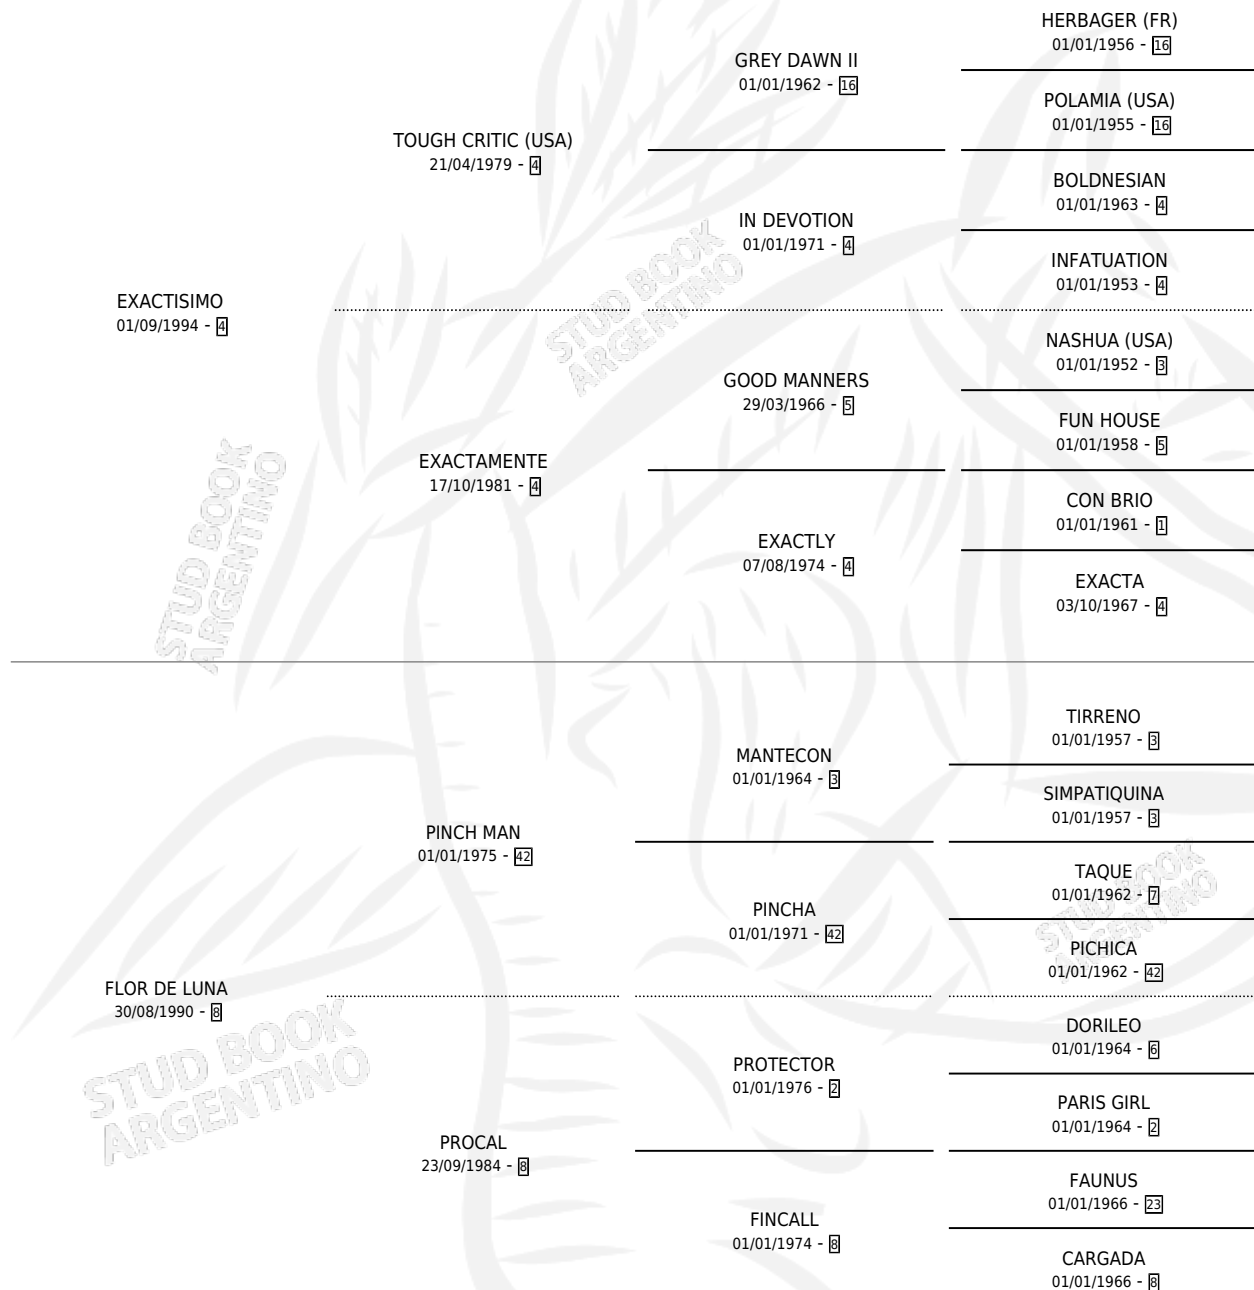 HERBAGER (FR)
01/01/1956 - 16
GREY DAWN II
01/01/1962 - 16
POLAMIA (USA)
01/01/1955 - 16
TOUGH CRITIC (USA)
21/04/1979 - 4
BOLDNESIAN
01/01/1963 - 4
IN DEVOTION
01/01/1971 - 4
INFATUATION
01/01/1953 - 4
EXACTISIMO
01/09/1994 - 4
NASHUA (USA)
01/01/1952 - 3
GOOD MANNERS
29/03/1966 - 5
FUN HOUSE
01/01/1958 - 5
EXACTAMENTE
17/10/1981 - 4
CON BRIO
01/01/1961 - 1
EXACTLY
07/08/1974 - 4
EXACTA
03/10/1967 - 4
TIRRENO
01/01/1957 - 3
MANTECON
01/01/1964 - 3
SIMPATIQUINA
01/01/1957 - 3
PINCH MAN
01/01/1975 - 42
TAQUE
01/01/1962 - 7
PINCHA
01/01/1971 - 42
PICHICA
01/01/1962 - 42
FLOR DE LUNA
30/08/1990 - 8
DORILEO
01/01/1964 - 6
PROTECTOR
01/01/1976 - 2
PARIS GIRL
01/01/1964 - 2
PROCAL
23/09/1984 - 8
FAUNUS
01/01/1966 - 23
FINCALL
01/01/1974 - 8
CARGADA
01/01/1966 - 8
STUD BOOK
ARGENTINO
STUD BOOK
ARGENTINO
STUD BOOK
ARGENTINO
STUD BOOK
ARGENTINO